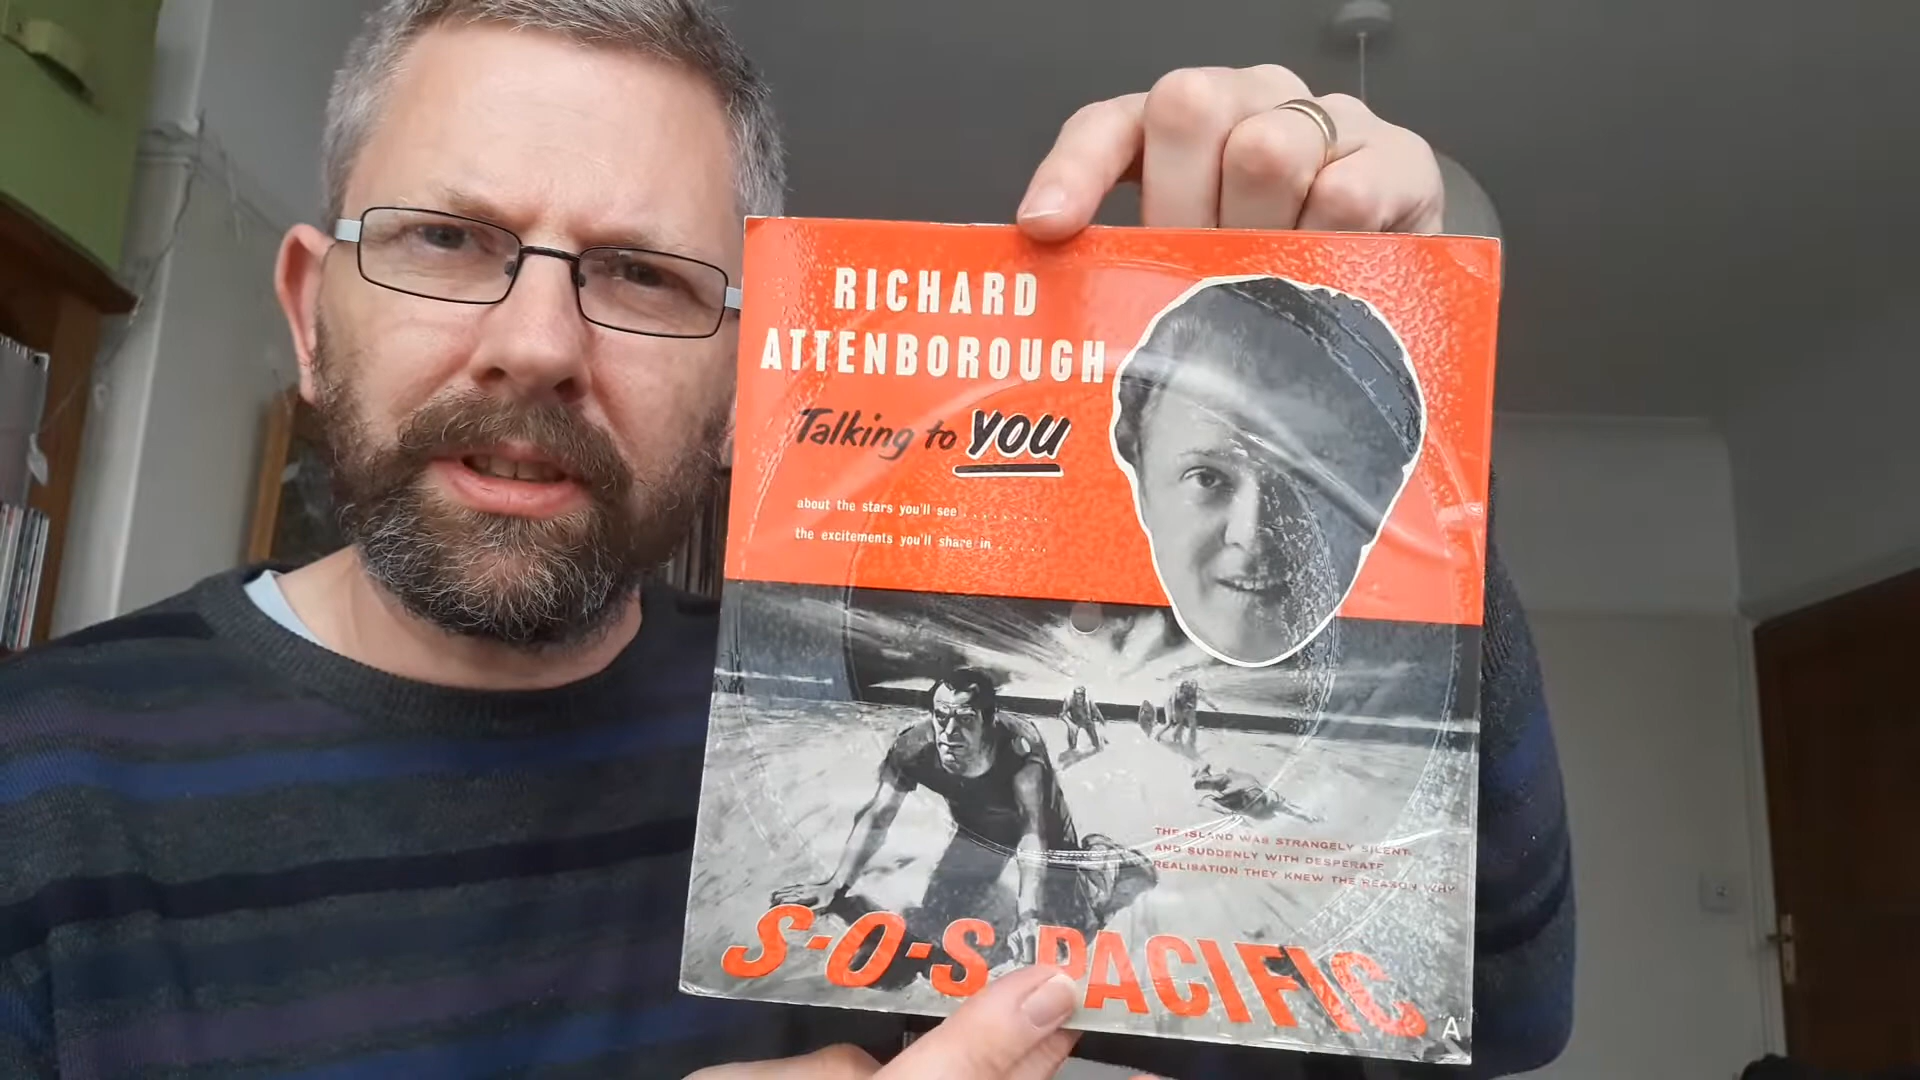 RICHARD
ATTENBOROUGH
Talking to YOU
about the stars you'll see . . . . . . . . .
the excitements you'll share in . . . . .
THE ISLAND WAS STRANGELY SILENT
AND SUDDENLY WITH DESPERATE
REALISATION THEY KNEW THE REASON WHY
S-O-S PACIFIC
A